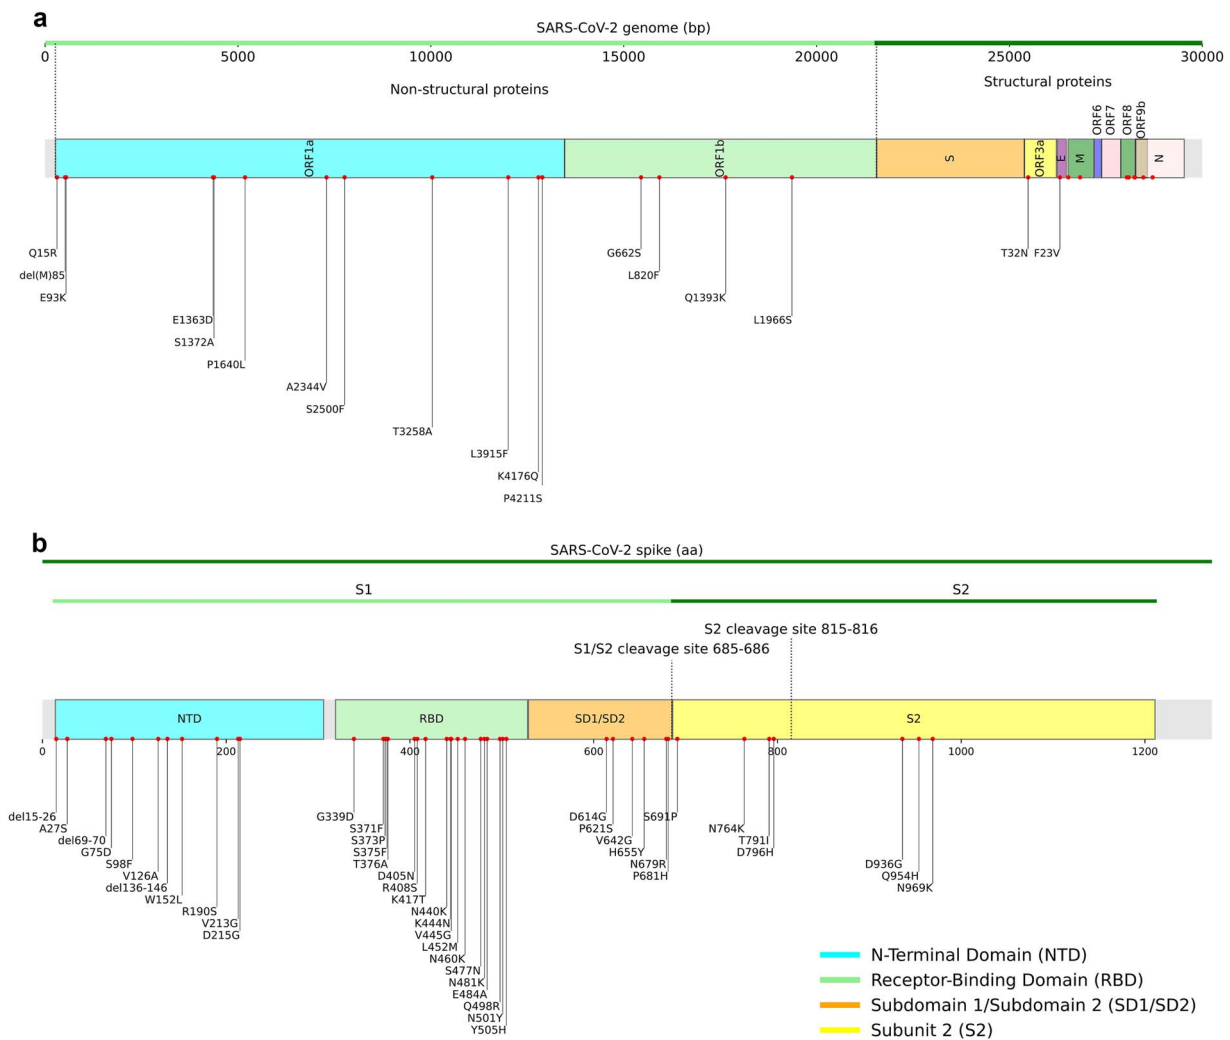 a
SARS-CoV-2 genome (bp)
0 5000 10000 15000 20000 25000 30000
Non-structural proteins
Structural proteins
ORF1a ORF1b S ORF3a E M ORF6 ORF7 ORF8 ORF9b N
Q15R
del(M)85
E93K
E1363D
S1372A
P1640L
A2344V
S2500F
T3258A
L3915F
K4176Q
P4211S
G662S
L820F
Q1393K
L1966S
T32N F23V
b
SARS-CoV-2 spike (aa)
S1 S2
S2 cleavage site 815-816
S1/S2 cleavage site 685-686
NTD RBD SD1/SD2 S2
0 200 400 600 800 1000 1200
del15-26
A27S
del69-70
G75D
S98F
V126A
del136-146
W152L
R190S
V213G
D215G
G339D
S371F
S373P
S375F
T376A
D405N
R408S
K417T
N440K
K444N
V445G
L452M
N460K
S477N
N481K
E484A
Q498R
N501Y
Y505H
D614G
P621S
V642G
H655Y
N679R
P681H
S691P
N764K
T791I
D796H
D936G
Q954H
N969K
N-Terminal Domain (NTD)
Receptor-Binding Domain (RBD)
Subdomain 1/Subdomain 2 (SD1/SD2)
Subunit 2 (S2)